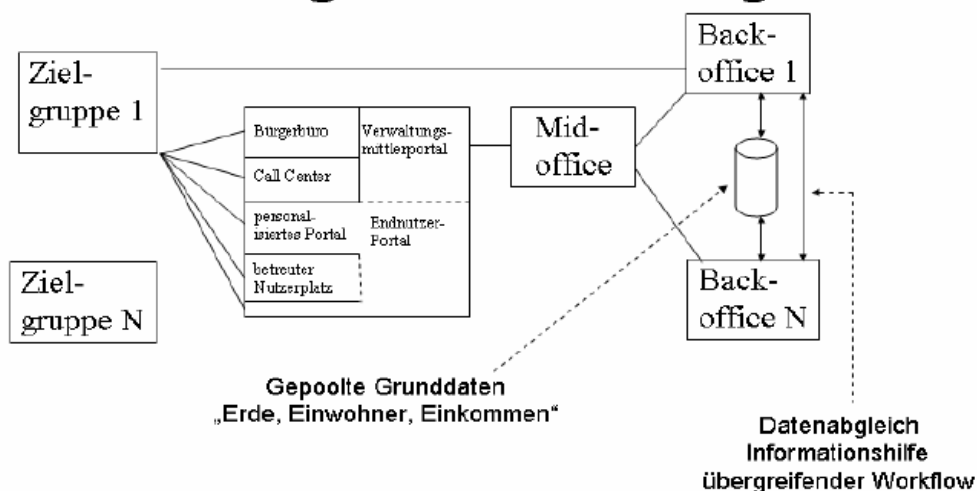 Ziel-
gruppe 1
Back-
office 1
Bürgerbüro
Verwaltungs-
mittlerportal
Call Center
Mid-
office
personal-
isiertes Portal
Endnutzer-
Portal
betreuter
Nutzerplatz
Ziel-
gruppe N
Back-
office N
Gepoolte Grunddaten
„Erde, Einwohner, Einkommen“
Datenabgleich
Informationshilfe
übergreifender Workflow